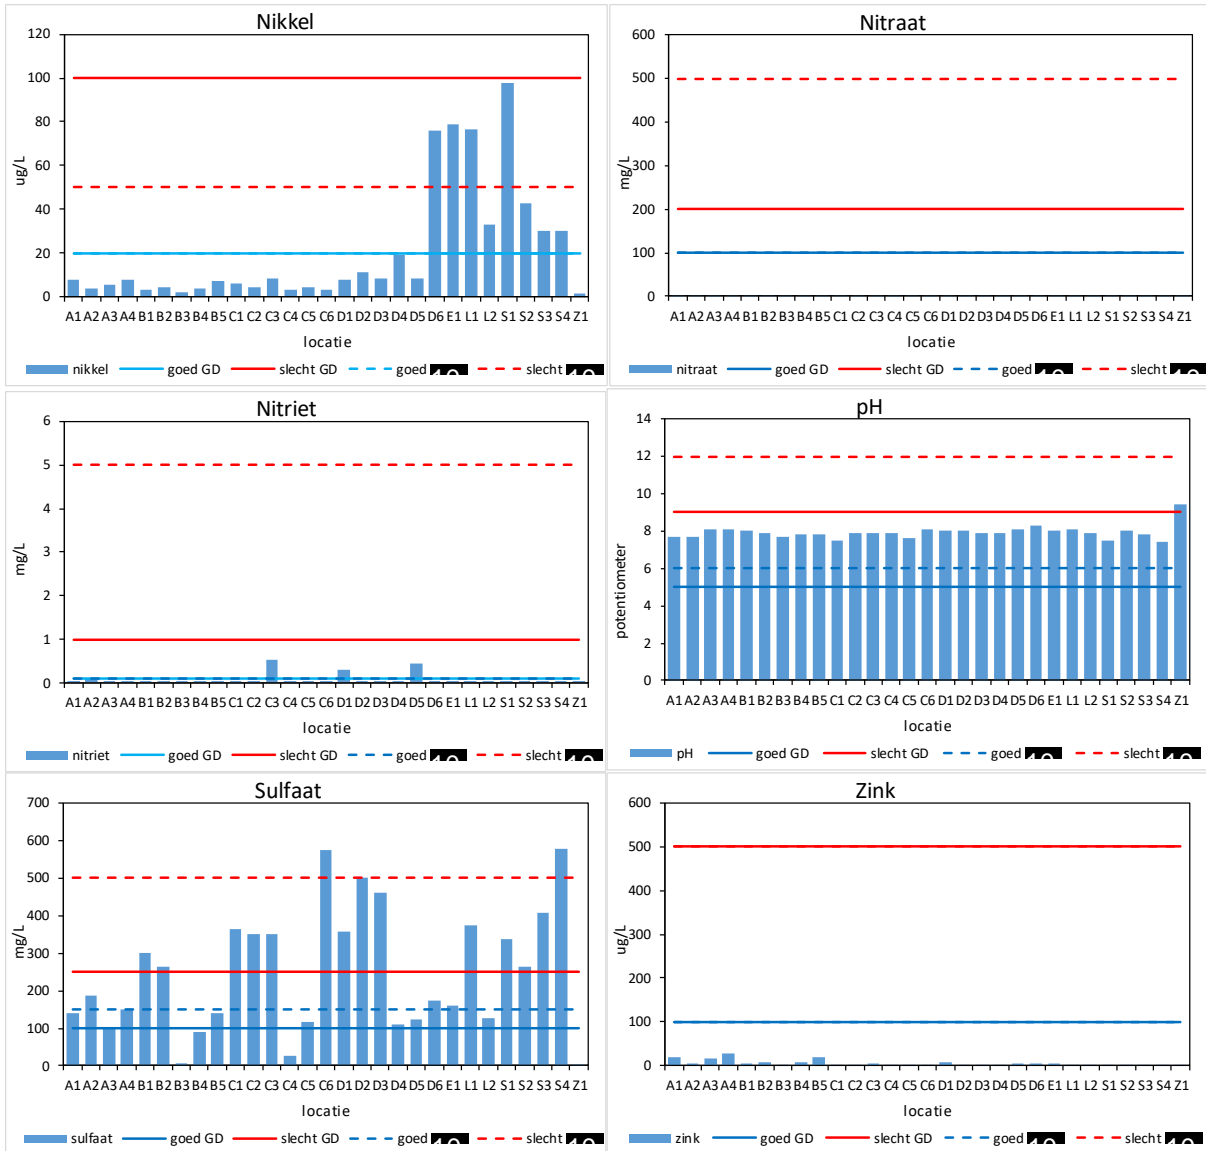 Nikkel
120
100
80
60
40
20
0
ug/L
A1 A2 A3 A4 B1 B2 B3 B4 B5 C1 C2 C3 C4 C5 C6 D1 D2 D3 D4 D5 D6 E1 L1 L2 S1 S2 S3 S4 Z1
locatie
nikkel goed GD slecht GD goed slecht
Nitraat
600
500
400
300
200
100
0
mg/L
A1 A2 A3 A4 B1 B2 B3 B4 B5 C1 C2 C3 C4 C5 C6 D1 D2 D3 D4 D5 D6 E1 L1 L2 S1 S2 S3 S4 Z1
locatie
nitraat goed GD slecht GD goed slecht
Nitriet
6
5
4
3
2
1
0
mg/L
A1 A2 A3 A4 B1 B2 B3 B4 B5 C1 C2 C3 C4 C5 C6 D1 D2 D3 D4 D5 D6 E1 L1 L2 S1 S2 S3 S4 Z1
locatie
nitriet goed GD slecht GD goed slecht
pH
14
12
10
8
6
4
2
0
potentiometer
A1 A2 A3 A4 B1 B2 B3 B4 B5 C1 C2 C3 C4 C5 C6 D1 D2 D3 D4 D5 D6 E1 L1 L2 S1 S2 S3 S4 Z1
locatie
pH goed GD slecht GD goed slecht
Sulfaat
700
600
500
400
300
200
100
0
mg/L
A1 A2 A3 A4 B1 B2 B3 B4 B5 C1 C2 C3 C4 C5 C6 D1 D2 D3 D4 D5 D6 E1 L1 L2 S1 S2 S3 S4 Z1
locatie
sulfaat goed GD slecht GD goed slecht
Zink
600
500
400
300
200
100
0
ug/L
A1 A2 A3 A4 B1 B2 B3 B4 B5 C1 C2 C3 C4 C5 C6 D1 D2 D3 D4 D5 D6 E1 L1 L2 S1 S2 S3 S4 Z1
locatie
zink goed GD slecht GD goed slecht